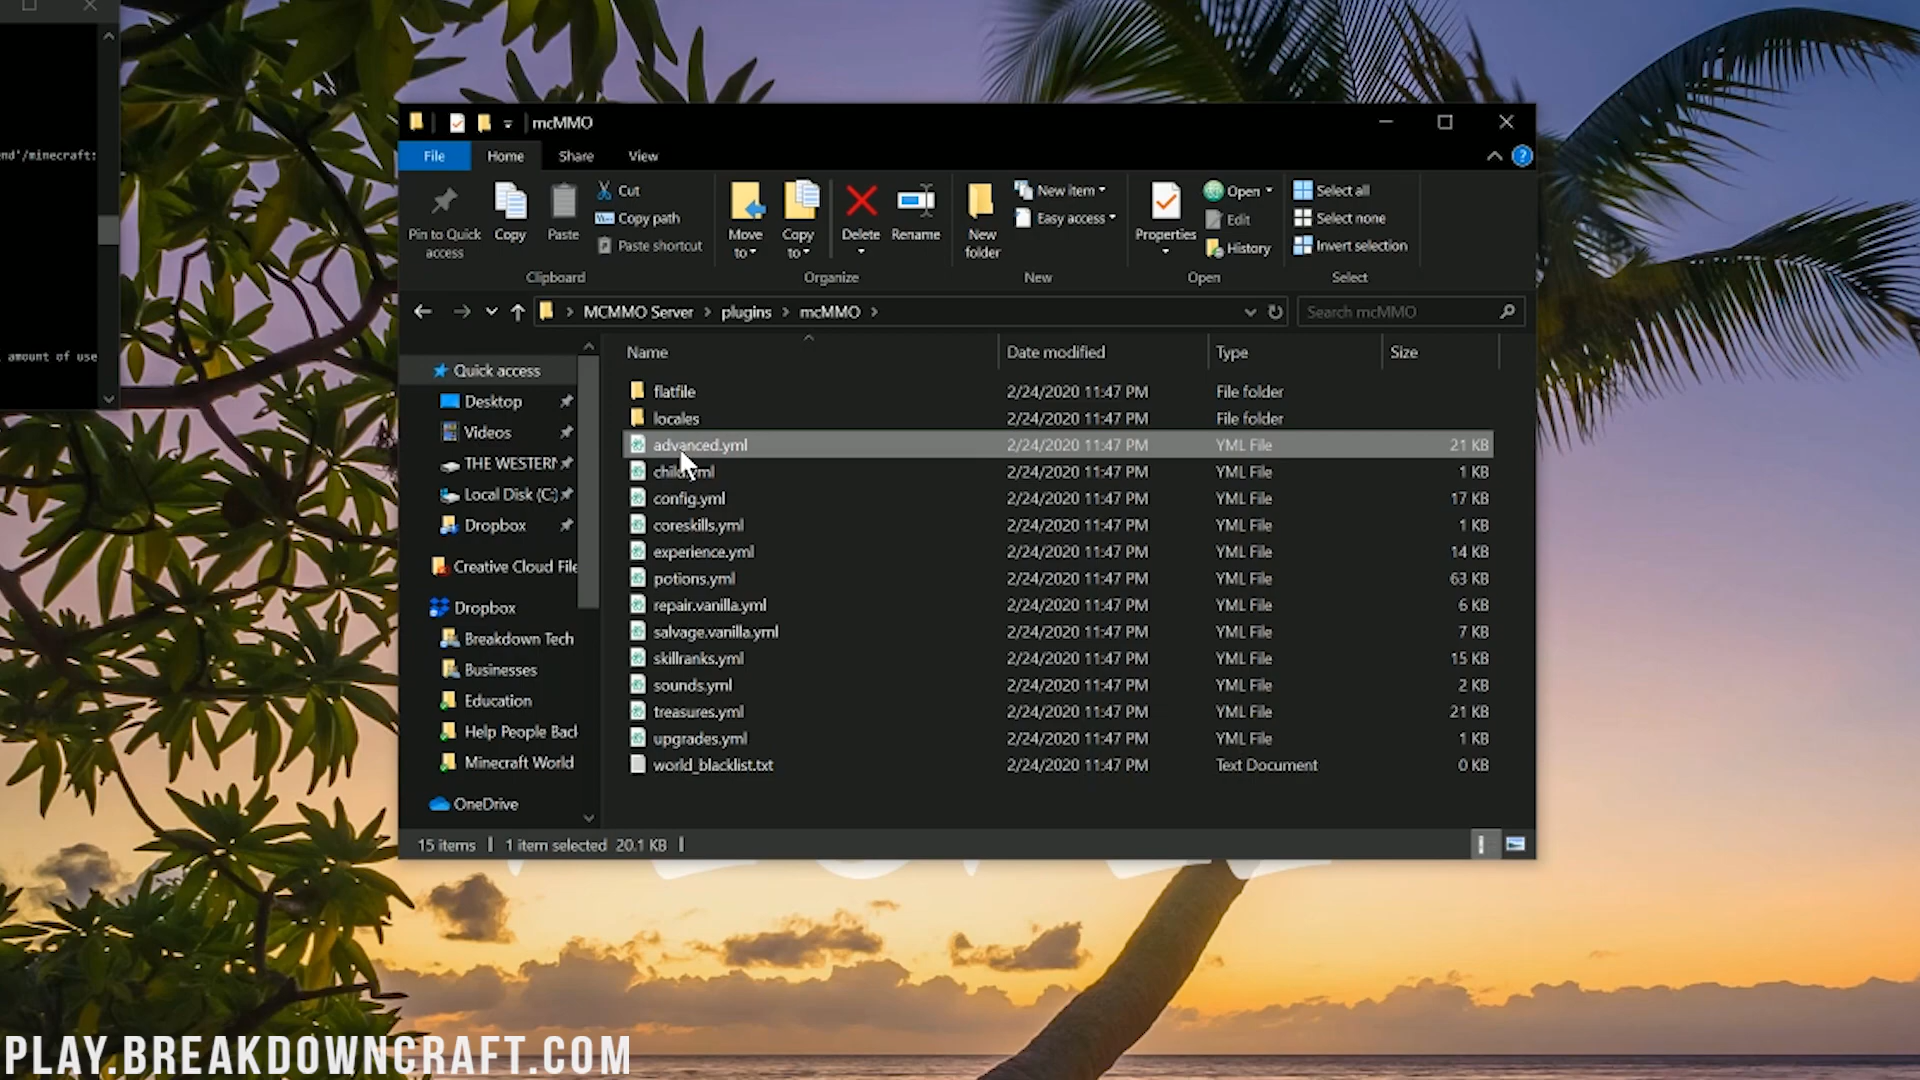 nd'/minecraft:
amount of use
mcMMO
File Home Share View
Pin to Quick access
Copy
Paste
Cut
Copy path
Paste shortcut
Clipboard
Move to
Copy to
Delete
Rename
Organize
New folder
New item
Easy access
New
Properties
Open
Edit
History
Open
Select all
Select none
Invert selection
Select
MCMMO Server > plugins > mcMMO >
Search mcMMO
Quick access
Desktop
Videos
THE WESTERN
Local Disk (C:)
Dropbox
Creative Cloud File
Dropbox
Breakdown Tech
Businesses
Education
Help People Back
Minecraft World
OneDrive
Name Date modified Type Size
flatfile 2/24/2020 11:47 PM File folder
locales 2/24/2020 11:47 PM File folder
advanced.yml 2/24/2020 11:47 PM YML File 21 KB
child.yml 2/24/2020 11:47 PM YML File 1 KB
config.yml 2/24/2020 11:47 PM YML File 17 KB
coreskills.yml 2/24/2020 11:47 PM YML File 1 KB
experience.yml 2/24/2020 11:47 PM YML File 14 KB
potions.yml 2/24/2020 11:47 PM YML File 63 KB
repair.vanilla.yml 2/24/2020 11:47 PM YML File 6 KB
salvage.vanilla.yml 2/24/2020 11:47 PM YML File 7 KB
skillranks.yml 2/24/2020 11:47 PM YML File 15 KB
sounds.yml 2/24/2020 11:47 PM YML File 2 KB
treasures.yml 2/24/2020 11:47 PM YML File 21 KB
upgrades.yml 2/24/2020 11:47 PM YML File 1 KB
world_blacklist.txt 2/24/2020 11:47 PM Text Document 0 KB
15 items | 1 item selected 20.1 KB |
PLAY.BREAKDOWNCRAFT.COM